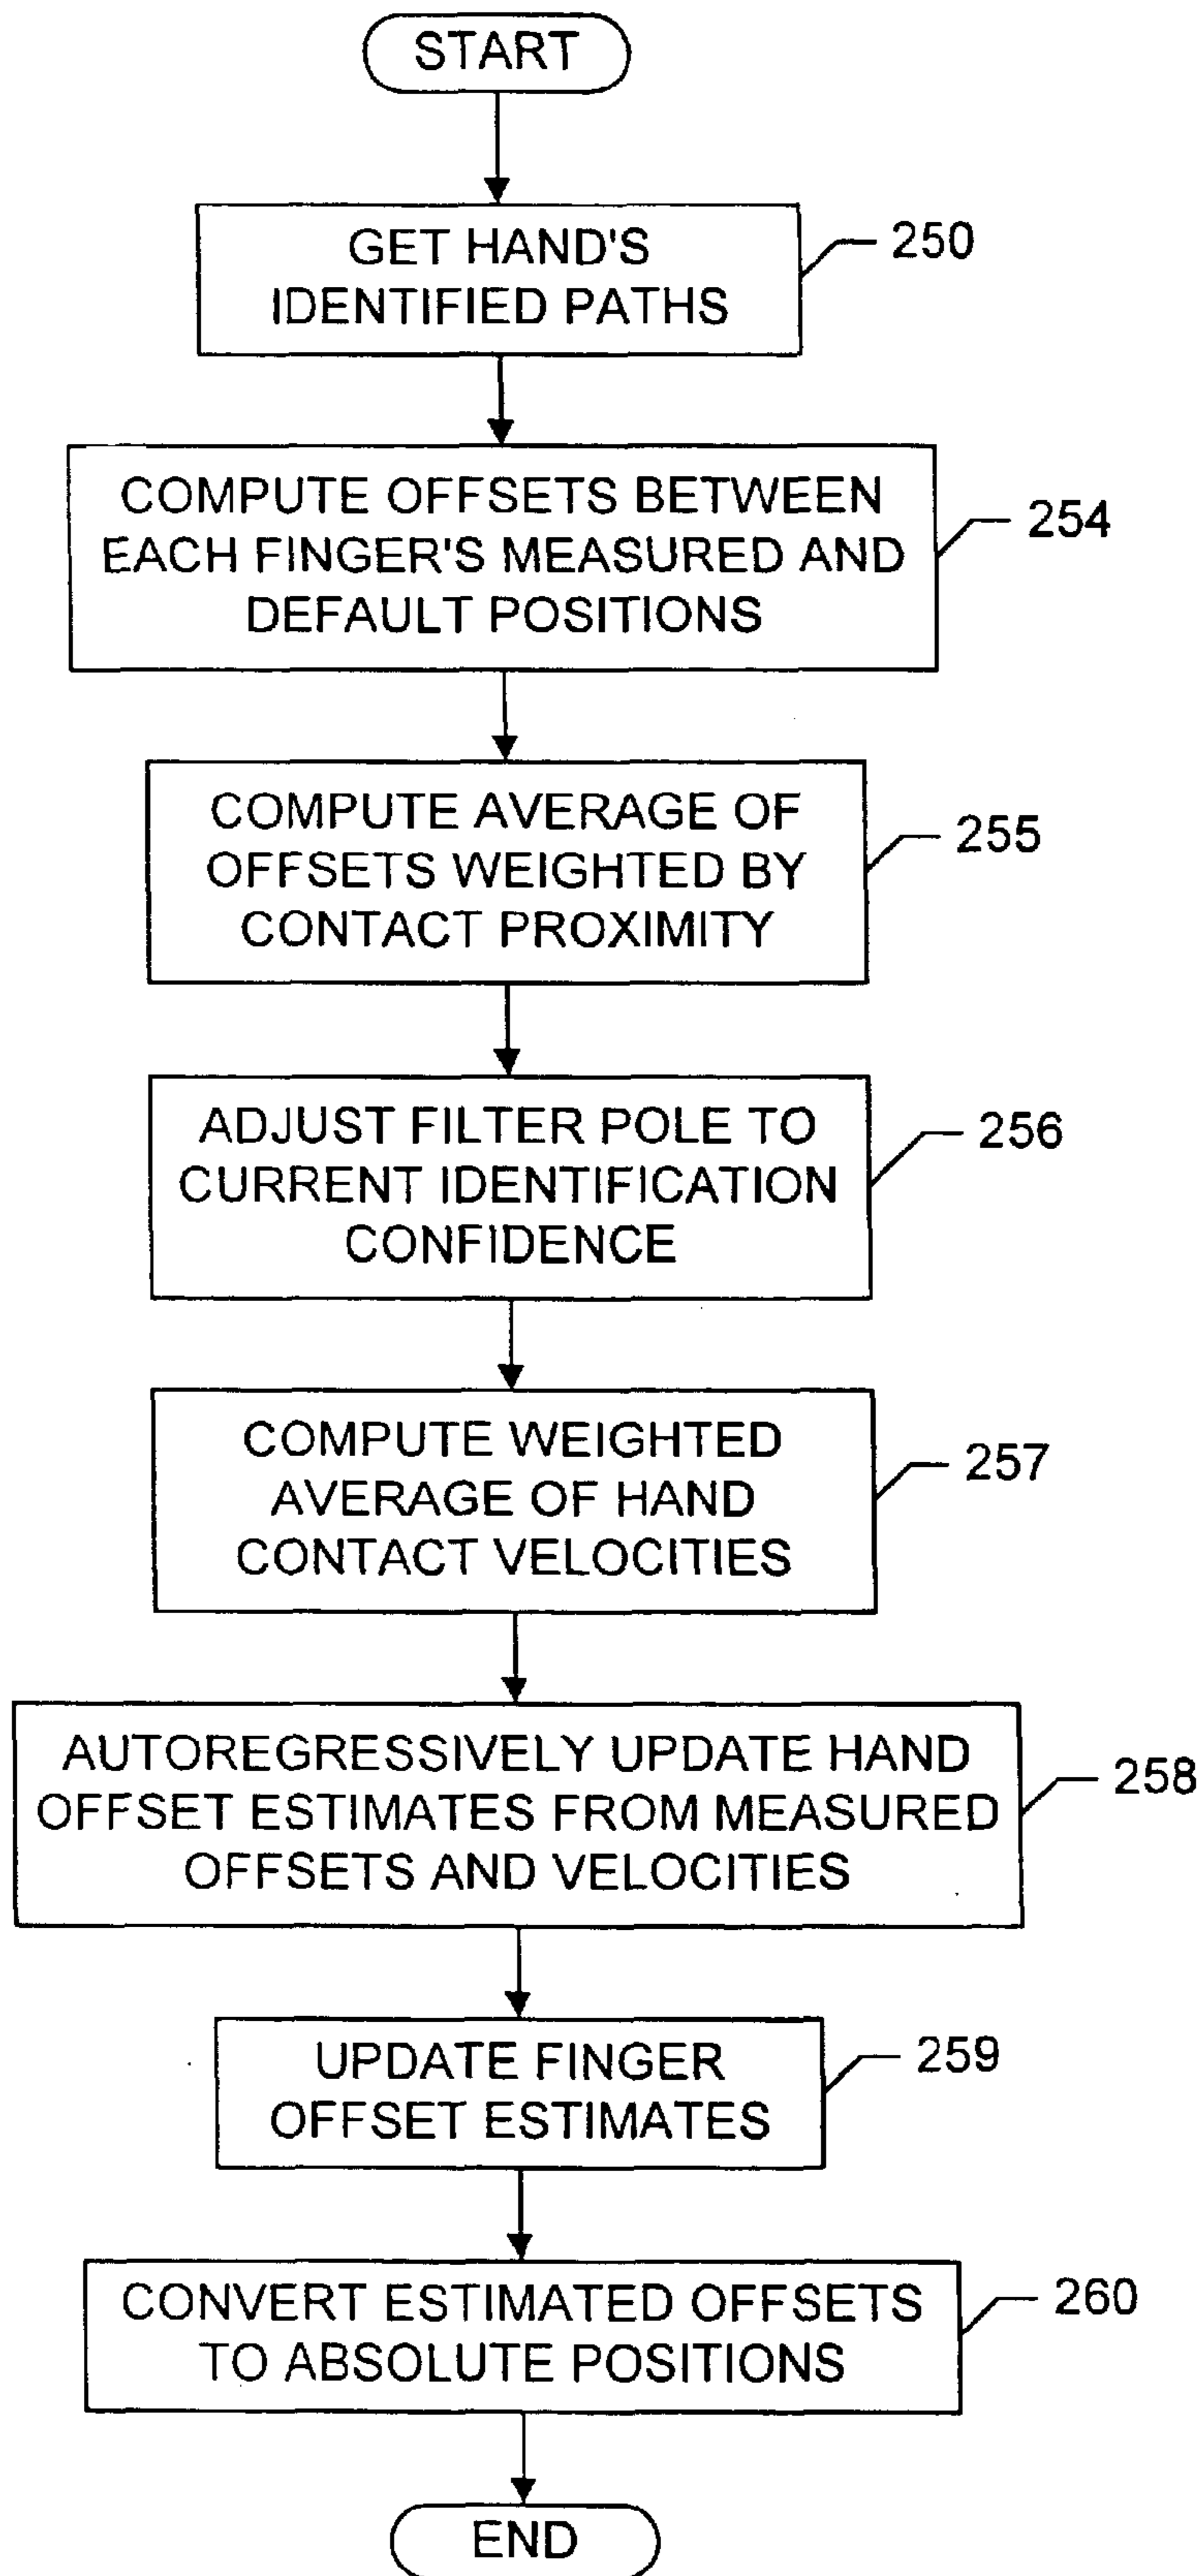 START
GET HAND'S
IDENTIFIED PATHS
250
COMPUTE OFFSETS BETWEEN
EACH FINGER'S MEASURED AND
DEFAULT POSITIONS
254
COMPUTE AVERAGE OF
OFFSETS WEIGHTED BY
CONTACT PROXIMITY
255
ADJUST FILTER POLE TO
CURRENT IDENTIFICATION
CONFIDENCE
256
COMPUTE WEIGHTED
AVERAGE OF HAND
CONTACT VELOCITIES
257
AUTOREGRESSIVELY UPDATE HAND
OFFSET ESTIMATES FROM MEASURED
OFFSETS AND VELOCITIES
258
UPDATE FINGER
OFFSET ESTIMATES
259
CONVERT ESTIMATED OFFSETS
TO ABSOLUTE POSITIONS
260
END